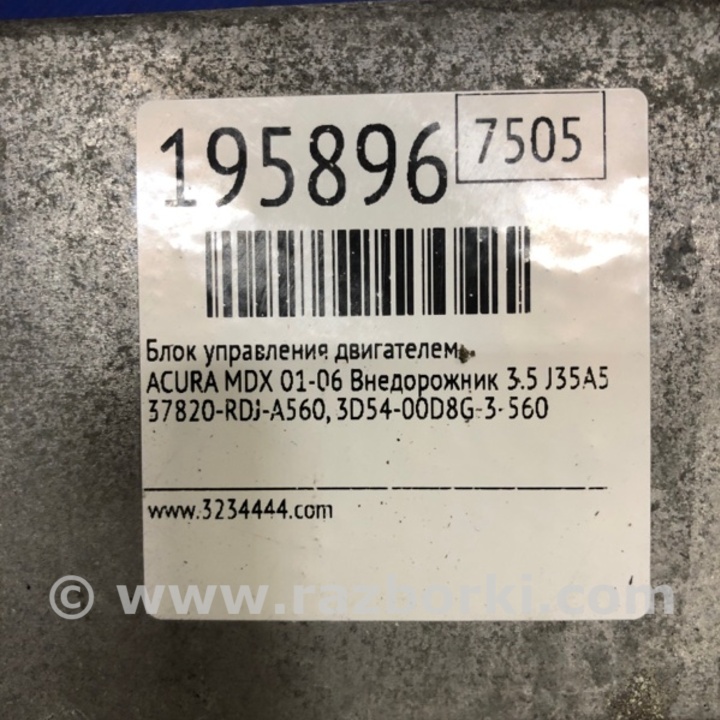 195896
7505
Блок управления двигателем,
ACURA MDX 01-06 Внедорожник 3.5 J35A5
37820-RDJ-A560, 3D54-00D8G-3-560
www.3234444.com
© www.razborki.com